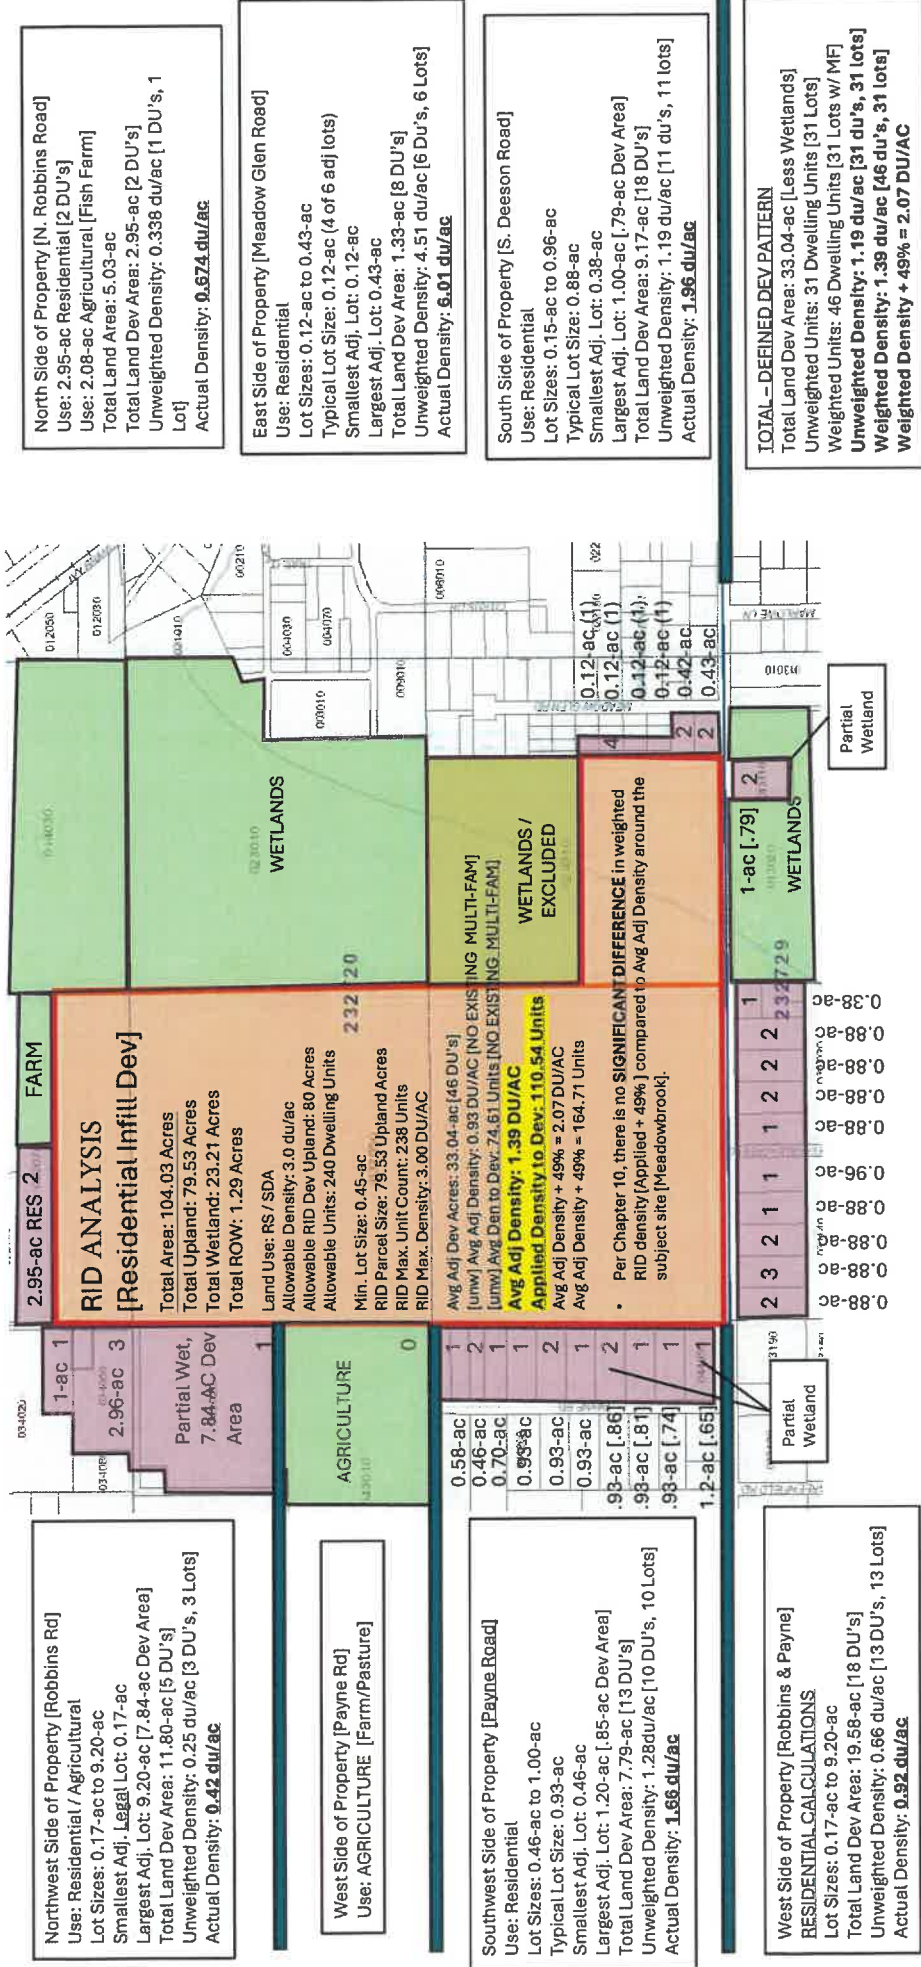 North Side of Property [N. Robbins Road]
Use: 2.95-ac Residential [2 DU's]
Use: 2.08-ac Agricultural [Fish Farm]
Total Land Area: 5.03-ac
Total Land Dev Area: 2.95-ac [2 DU's]
Unweighted Density: 0.338 du/ac [1 DU's, 1
Lot]
Actual Density: 0.674 du/ac
East Side of Property [Meadow Glen Road]
Use: Residential
Lot Sizes: 0.12-ac to 0.43-ac
Typical Lot Size: 0.12-ac (4 of 6 adj lots)
Smallest Adj. Lot: 0.12-ac
Largest Adj. Lot: 0.43-ac
Total Land Dev Area: 1.33-ac [8 DU's]
Unweighted Density: 4.51 du/ac [6 Du's, 6 Lots]
Actual Density: 6.01 du/ac
South Side of Property [S. Deeson Road]
Use: Residential
Lot Sizes: 0.15-ac to 0.96-ac
Typical Lot Size: 0.88-ac
Smallest Adj. Lot: 0.38-ac
Largest Adj. Lot: 1.00-ac [.79-ac Dev Area]
Total Land Dev Area: 9.17-ac [18 DU's]
Unweighted Density: 1.19 du/ac [11 du's, 11 lots]
Actual Density: 1.96 du/ac
TOTAL – DEFINED DEV PATTERN
Total Land Dev Area: 33.04-ac [Less Wetlands]
Unweighted Units: 31 Dwelling Units [31 Lots]
Weighted Units: 46 Dwelling Units [31 Lots w/ MF]
Unweighted Density: 1.19 du/ac [31 du's, 31 lots]
Weighted Density: 1.39 du/ac [46 du's, 31 lots]
Weighted Density + 49% = 2.07 DU/AC
2.95-ac RES 2
FARM
RID ANALYSIS
[Residential Infill Dev]
Total Area: 104.03 Acres
Total Upland: 79.53 Acres
Total Wetland: 23.21 Acres
Total ROW: 1.29 Acres
Land Use: RS / SDA
Allowable Density: 3.0 du/ac
Allowable RID Dev Upland: 80 Acres
Allowable Units: 240 Dwelling Units
Min. Lot Size: 0.45-ac
RID Parcel Size: 79.53 Upland Acres
RID Max. Unit Count: 238 Units
RID Max. Density: 3.00 DU/AC
Avg Adj Dev Acres: 33.04-ac [46 DU's]
[unw] Avg Adj Density: 0.93 DU/AC [NO EXISTING MULTI-FAM]
[unw] Avg Den to Dev: 74.61 Units [NO EXISTING MULTI-FAM]
Avg Adj Density: 1.39 DU/AC
Applied Density to Dev: 110.54 Units
Avg Adj Density + 49% = 2.07 DU/AC
Avg Adj Density + 49% = 164.71 Units
• Per Chapter 10, there is no SIGNIFICANT DIFFERENCE in weighted
RID density [Applied + 49%] compared to Avg Adj Density around the
subject site [Meadowbrook].
232720
023010
WETLANDS
WETLANDS /
EXCLUDED
012050
012030
021010
00210
004030
004070
003010
009010
008010
022
013010
MEADOW GLEN RD
MARLOWE LN
0.12-ac (1)
0.12-ac (1)
0.12-ac (1)
0.12-ac (1)
0.42-ac
0.43-ac
4
2
2
2
1-ac [.79]
WETLANDS
232729
Partial
Wetland
034020
1-ac 1
2.96-ac 3
Partial Wet,
7.84-AC Dev
Area
1
AGRICULTURE
0
0.58-ac 1
0.46-ac 2
0.70-ac 1
0.93-ac 1
0.93-ac 2
0.93-ac 1
.93-ac [.86] 2
.93-ac [.81] 1
.93-ac [.74] 1
1.2-ac [.65] 1
Partial
Wetland
3190
2 3 2 1 1 1 2 2 2 1
0.88-ac
0.88-ac
0.88-ac
0.88-ac
0.96-ac
0.88-ac
0.88-ac
0.88-ac
0.88-ac
0.38-ac
Northwest Side of Property [Robbins Rd]
Use: Residential / Agricultural
Lot Sizes: 0.17-ac to 9.20-ac
Smallest Adj. Legal Lot: 0.17-ac
Largest Adj. Lot: 9.20-ac [7.84-ac Dev Area]
Total Land Dev Area: 11.80-ac [5 DU's]
Unweighted Density: 0.25 du/ac [3 DU's, 3 Lots]
Actual Density: 0.42 du/ac
West Side of Property [Payne Rd]
Use: AGRICULTURE [Farm/Pasture]
Southwest Side of Property [Payne Road]
Use: Residential
Lot Sizes: 0.46-ac to 1.00-ac
Typical Lot Size: 0.93-ac
Smallest Adj. Lot: 0.46-ac
Largest Adj. Lot: 1.20-ac [.85-ac Dev Area]
Total Land Dev Area: 7.79-ac [13 DU's]
Unweighted Density: 1.28du/ac [10 DU's, 10 Lots]
Actual Density: 1.66 du/ac
West Side of Property [Robbins & Payne]
RESIDENTIAL CALCULATIONS
Lot Sizes: 0.17-ac to 9.20-ac
Total Land Dev Area: 19.58-ac [18 DU's]
Unweighted Density: 0.66 du/ac [13 DU's, 13 Lots]
Actual Density: 0.92 du/ac